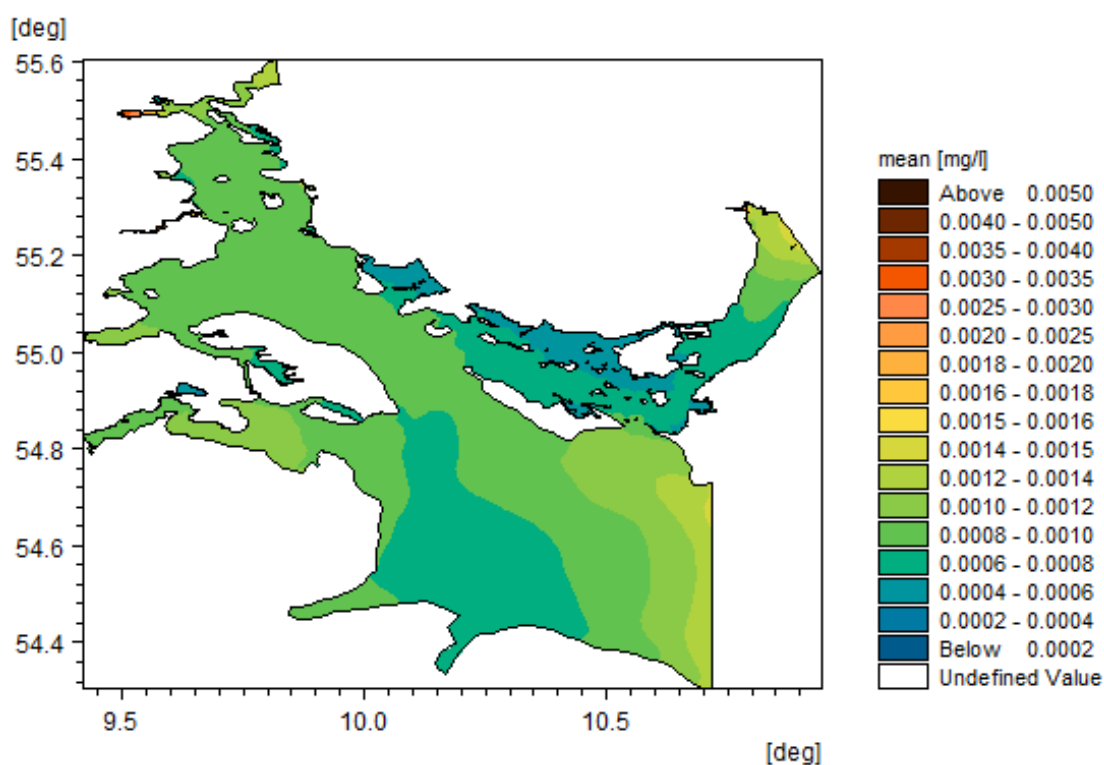 [deg]
55.6
55.4
55.2
55.0
54.8
54.6
54.4
9.5 10.0 10.5
[deg]
mean [mg/l]
Above 0.0050
0.0040 - 0.0050
0.0035 - 0.0040
0.0030 - 0.0035
0.0025 - 0.0030
0.0020 - 0.0025
0.0018 - 0.0020
0.0016 - 0.0018
0.0015 - 0.0016
0.0014 - 0.0015
0.0012 - 0.0014
0.0010 - 0.0012
0.0008 - 0.0010
0.0006 - 0.0008
0.0004 - 0.0006
0.0002 - 0.0004
Below 0.0002
Undefined Value